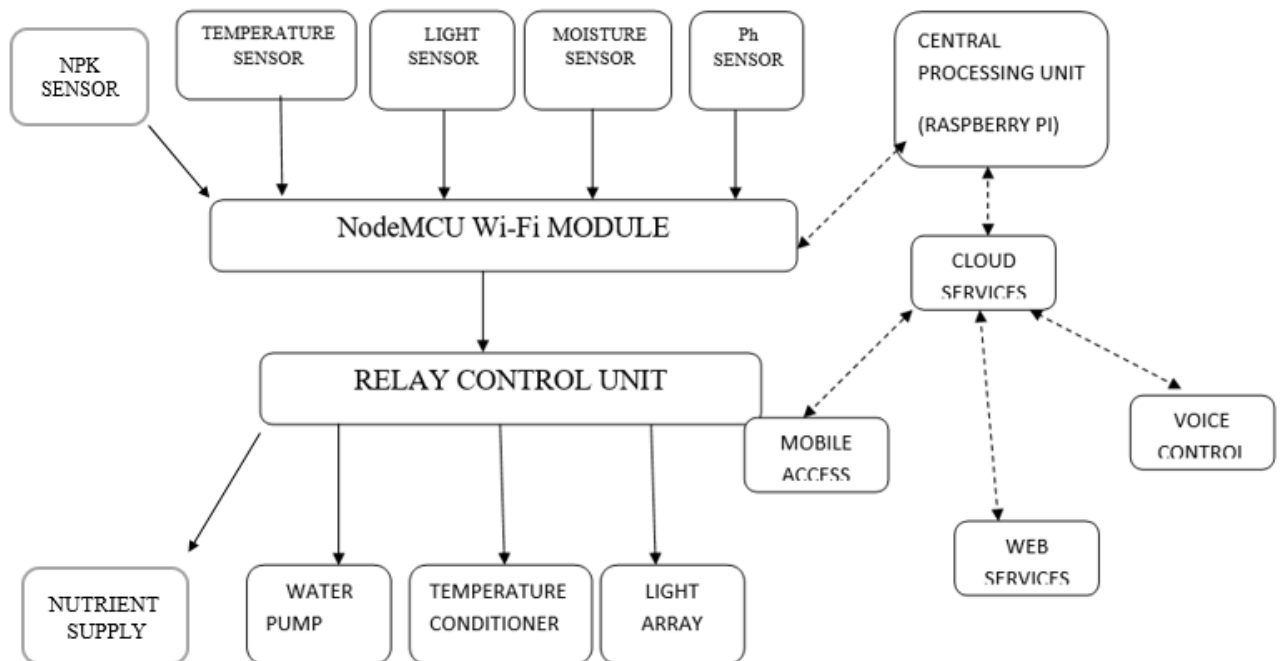 NPK
SENSOR
TEMPERATURE
SENSOR
LIGHT
SENSOR
MOISTURE
SENSOR
Ph
SENSOR
CENTRAL
PROCESSING UNIT
(RASPBERRY PI)
NodeMCU Wi-Fi MODULE
CLOUD
SERVICES
RELAY CONTROL UNIT
MOBILE
ACCESS
VOICE
CONTROL
WEB
SERVICES
NUTRIENT
SUPPLY
WATER
PUMP
TEMPERATURE
CONDITIONER
LIGHT
ARRAY